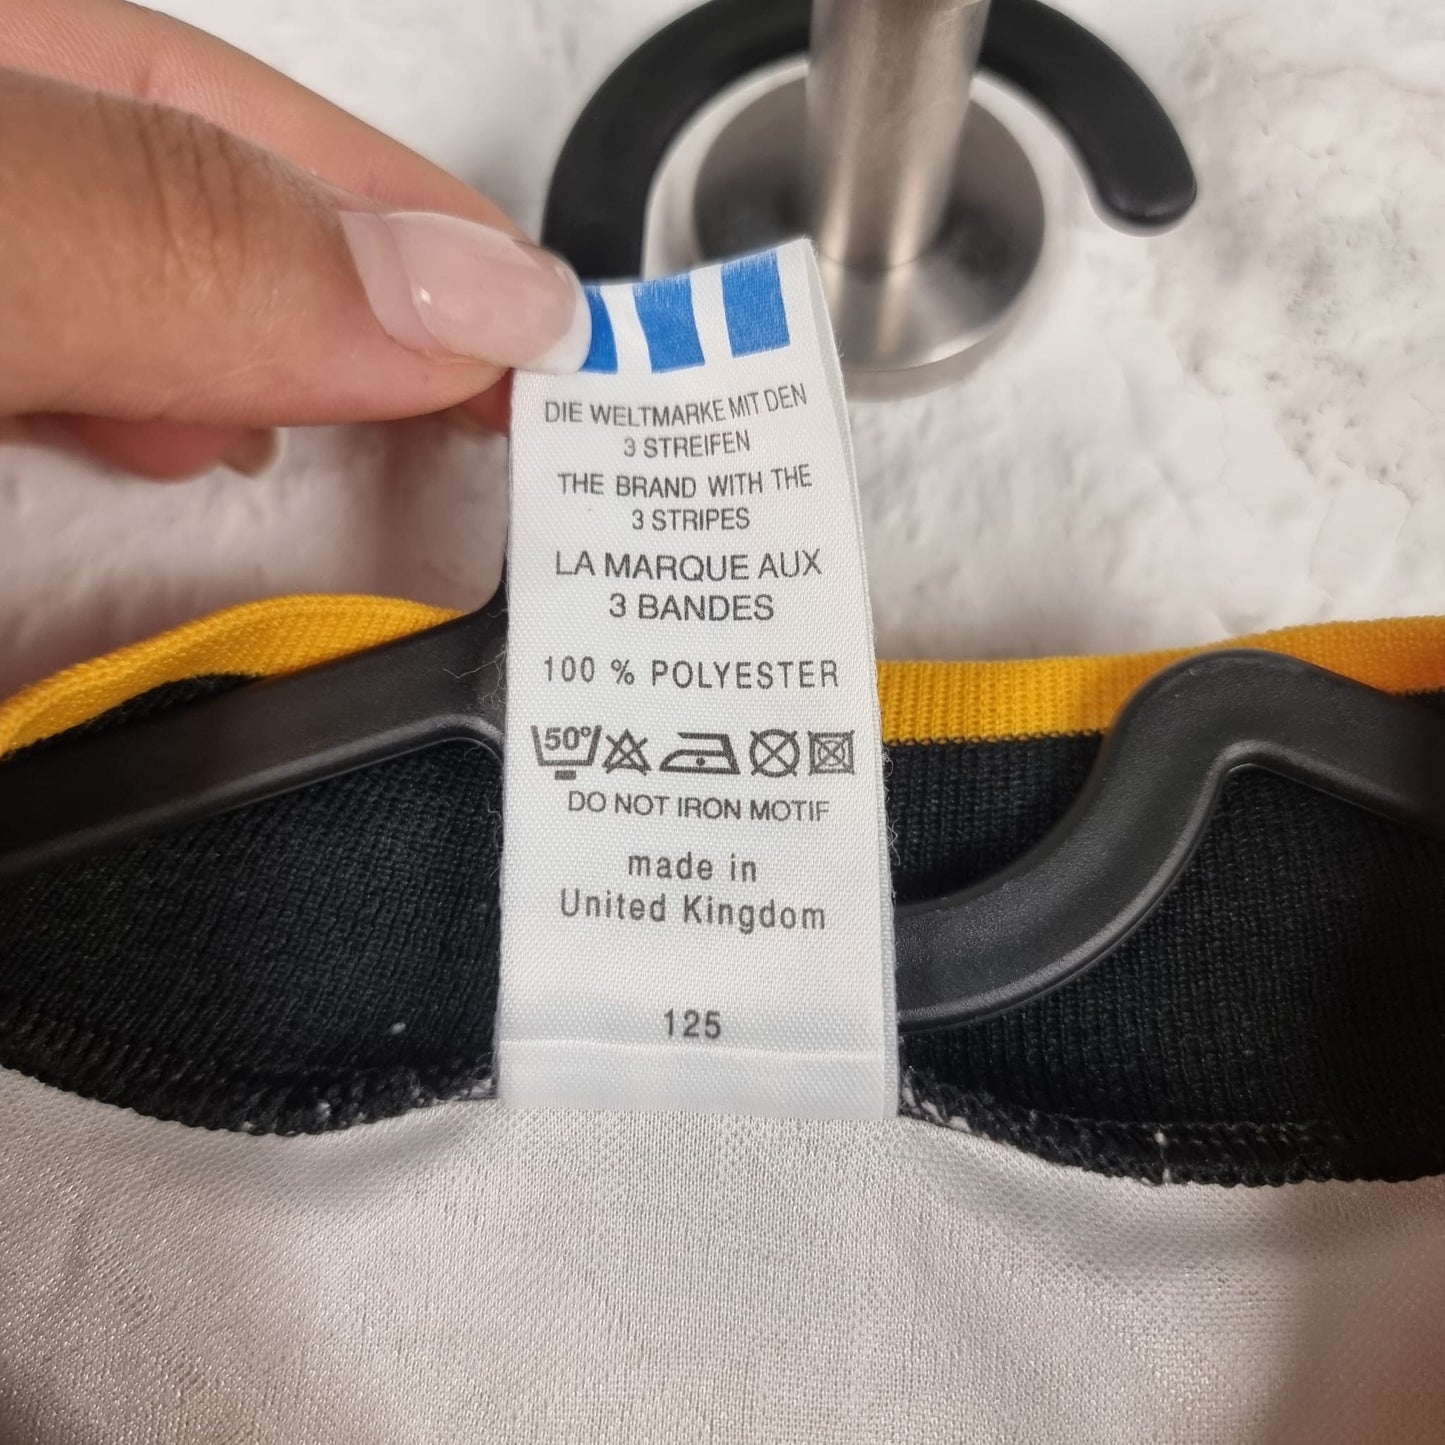 DIE WELTMARKE MIT DEN
3 STREIFEN
THE BRAND WITH THE
3 STRIPES
LA MARQUE AUX
3 BANDES
100 % POLYESTER
50°
DO NOT IRON MOTIF
made in
United Kingdom
125